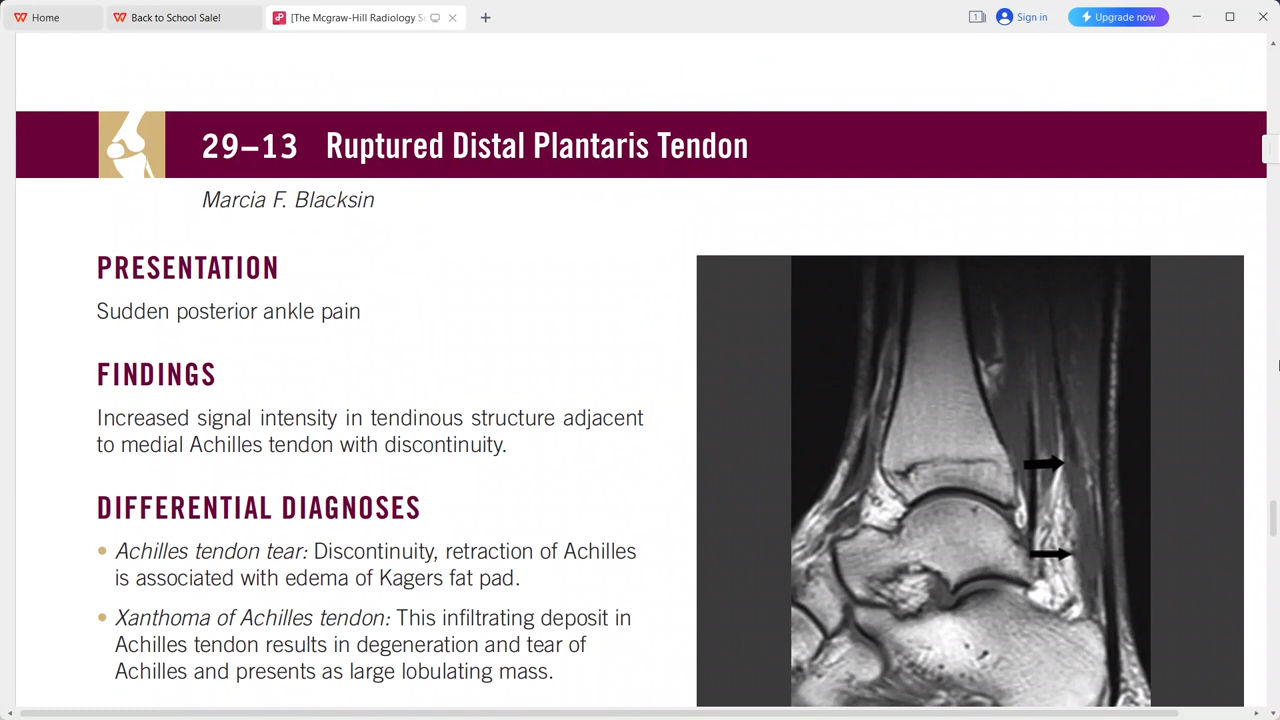 Home
Back to School Sale!
[The Mcgraw-Hill Radiology S
1
Sign in
Upgrade now
29–13 Ruptured Distal Plantaris Tendon
Marcia F. Blacksin
PRESENTATION
Sudden posterior ankle pain
FINDINGS
Increased signal intensity in tendinous structure adjacent
to medial Achilles tendon with discontinuity.
DIFFERENTIAL DIAGNOSES
• Achilles tendon tear: Discontinuity, retraction of Achilles
is associated with edema of Kagers fat pad.
• Xanthoma of Achilles tendon: This infiltrating deposit in
Achilles tendon results in degeneration and tear of
Achilles and presents as large lobulating mass.